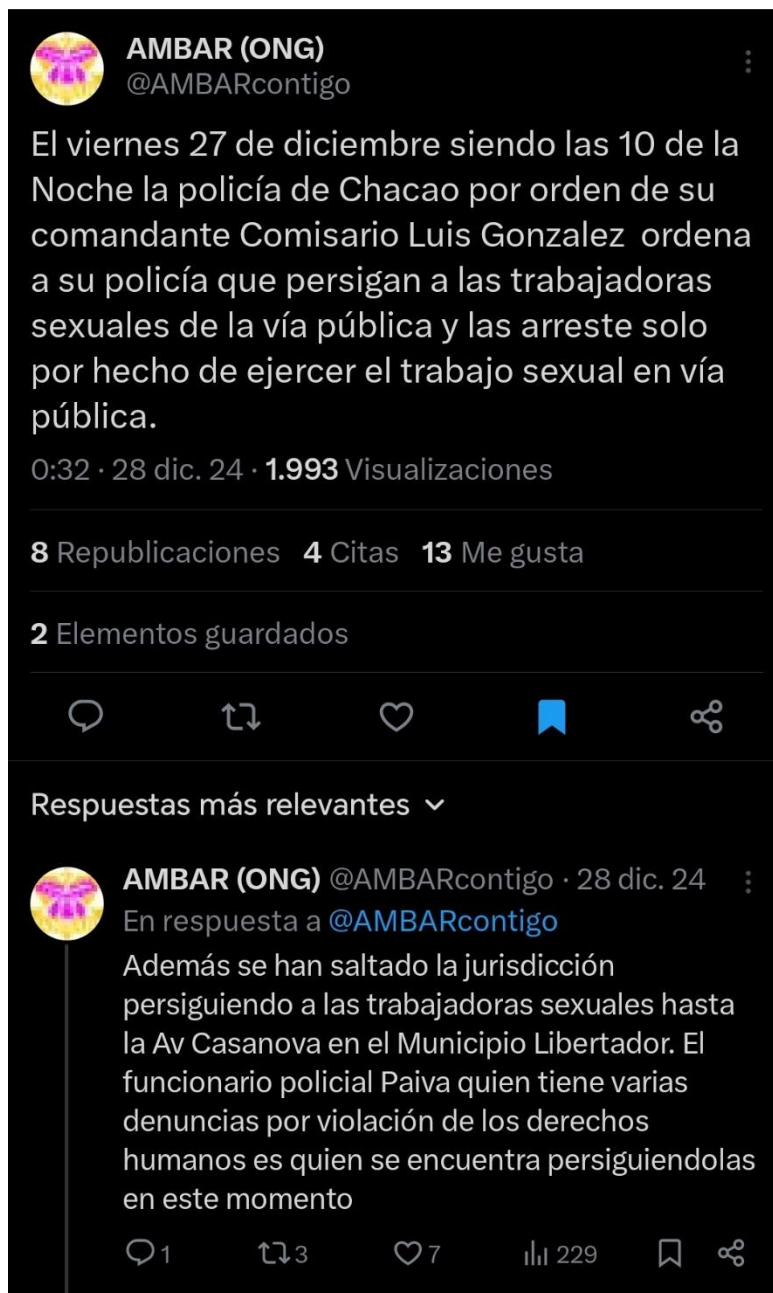 AMBAR (ONG)
@AMBARcontigo
El viernes 27 de diciembre siendo las 10 de la
Noche la policía de Chacao por orden de su
comandante Comisario Luis Gonzalez  ordena
a su policía que persigan a las trabajadoras
sexuales de la vía pública y las arreste solo
por hecho de ejercer el trabajo sexual en vía
pública.
0:32 · 28 dic. 24 · 1.993 Visualizaciones
8 Republicaciones 4 Citas 13 Me gusta
2 Elementos guardados
Respuestas más relevantes
AMBAR (ONG) @AMBARcontigo · 28 dic. 24
En respuesta a @AMBARcontigo
Además se han saltado la jurisdicción
persiguiendo a las trabajadoras sexuales hasta
la Av Casanova en el Municipio Libertador. El
funcionario policial Paiva quien tiene varias
denuncias por violación de los derechos
humanos es quien se encuentra persiguiendolas
en este momento
1 3 7 229